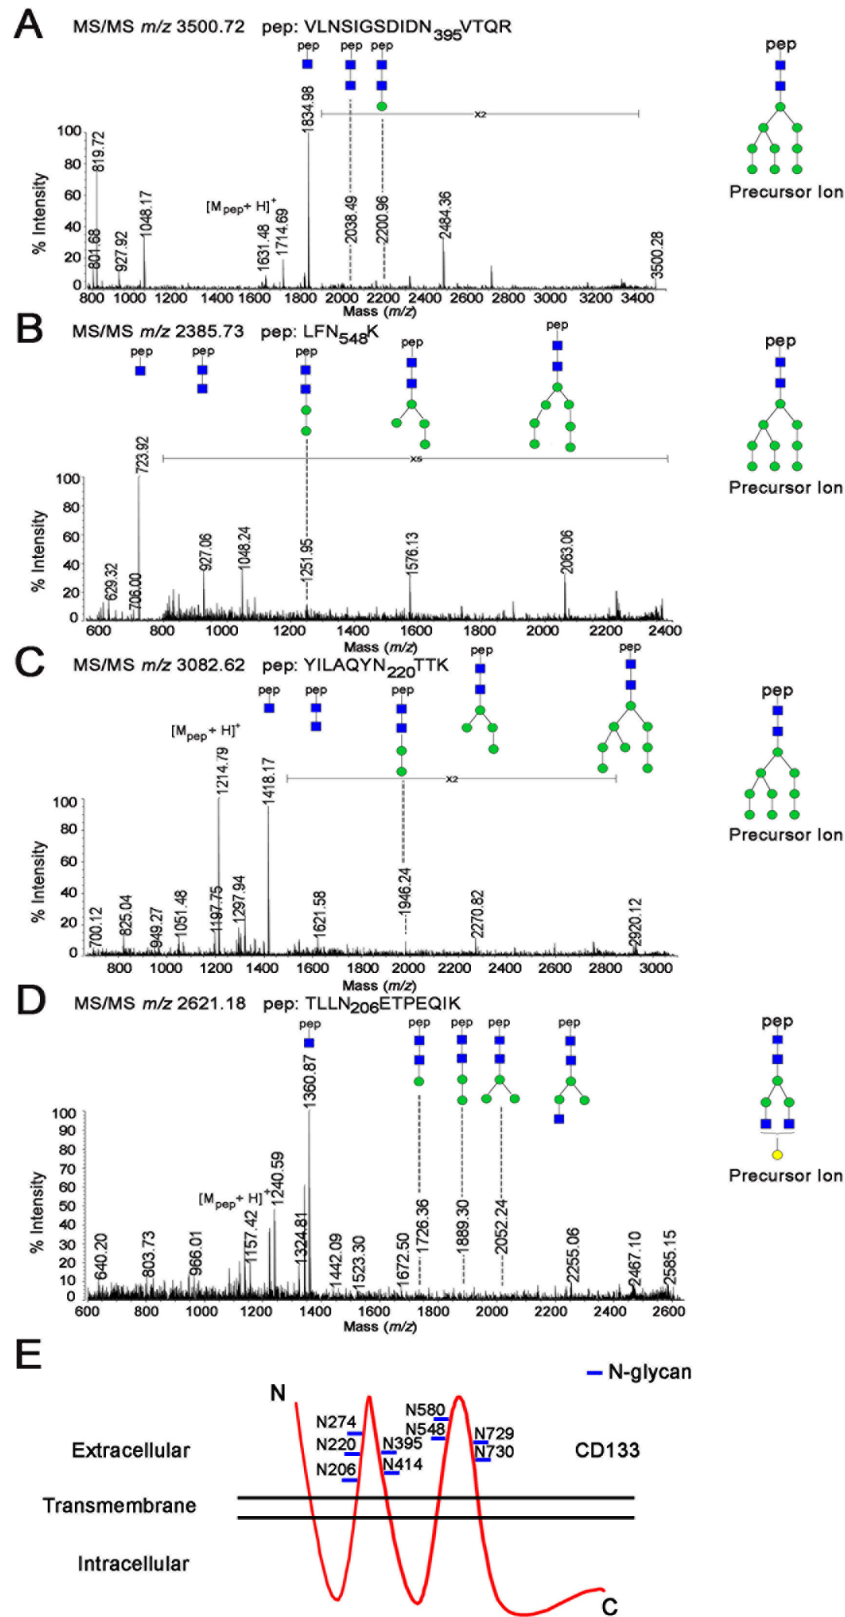 A
MS/MS m/z 3500.72 pep: VLNSIGSDIDN395VTQR
pep pep pep
pep
1834.98
x2
100
80
60
40
20
0
% Intensity
819.72
801.68
927.92
1048.17
[Mpep+ H]+
1631.48
1714.69
2038.49
2200.96
2484.36
3500.28
Precursor Ion
800 1000 1200 1400 1600 1800 2000 2200 2400 2600 2800 3000 3200 3400
Mass (m/z)
B
MS/MS m/z 2385.73 pep: LFN548K
pep pep pep pep pep
pep
723.92
x5
100
80
60
40
20
0
% Intensity
629.32
706.00
927.06
1048.24
1251.95
1576.13
2063.06
Precursor Ion
600 800 1000 1200 1400 1600 1800 2000 2200 2400
Mass (m/z)
C
MS/MS m/z 3082.62 pep: YILAQYN220TTK
pep pep pep pep pep
pep
[Mpep+ H]+
1214.79
1418.17
x2
100
80
60
40
20
0
% Intensity
700.12
825.04
949.27
1051.48
1197.75
1297.94
1621.58
1946.24
2270.82
2920.12
Precursor Ion
800 1000 1200 1400 1600 1800 2000 2200 2400 2600 2800 3000
Mass (m/z)
D
MS/MS m/z 2621.18 pep: TLLN206ETPEQIK
pep pep pep pep pep
pep
1360.87
100
90
80
70
60
50
40
30
20
10
0
% Intensity
640.20
803.73
966.01
[Mpep+ H]+
1157.42
1240.59
1324.81
1442.09
1523.30
1672.50
1726.36
1889.30
2052.24
2255.06
2467.10
2585.15
Precursor Ion
600 800 1000 1200 1400 1600 1800 2000 2200 2400 2600
Mass (m/z)
E
N-glycan
N
N274
N220
N206
N395
N414
N580
N548
N729
N730
Extracellular
CD133
Transmembrane
Intracellular
C